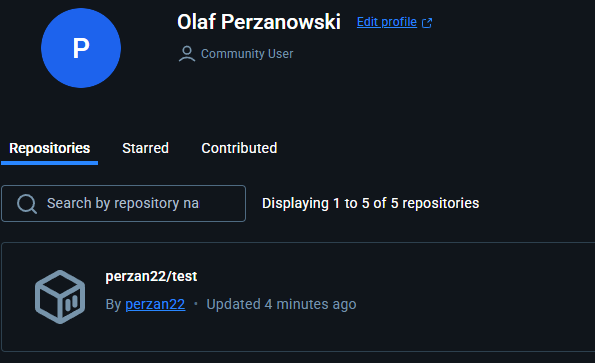 P
Olaf Perzanowski Edit profile
Community User
Repositories Starred Contributed
Search by repository na Displaying 1 to 5 of 5 repositories
perzan22/test
By perzan22 • Updated 4 minutes ago